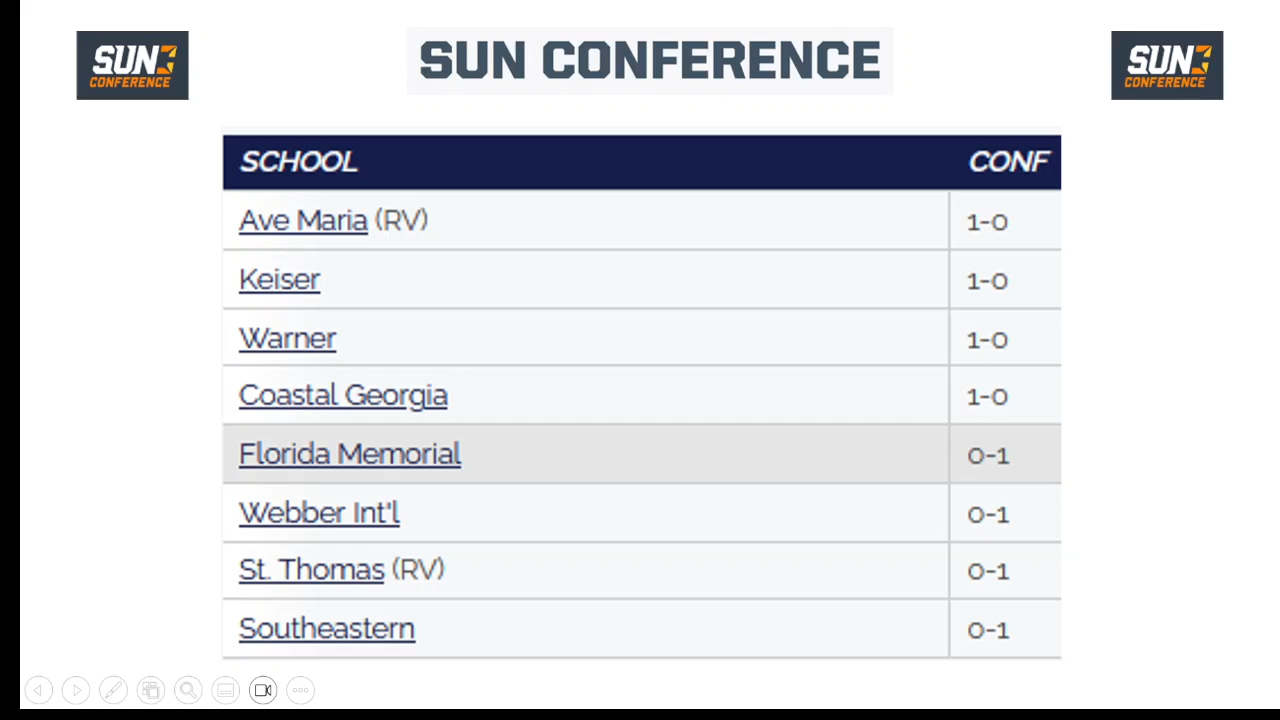 SUN
CONFERENCE
SUN CONFERENCE
SUN
CONFERENCE
SCHOOL CONF
Ave Maria (RV) 1-0
Keiser 1-0
Warner 1-0
Coastal Georgia 1-0
Florida Memorial 0-1
Webber Int'l 0-1
St. Thomas (RV) 0-1
Southeastern 0-1